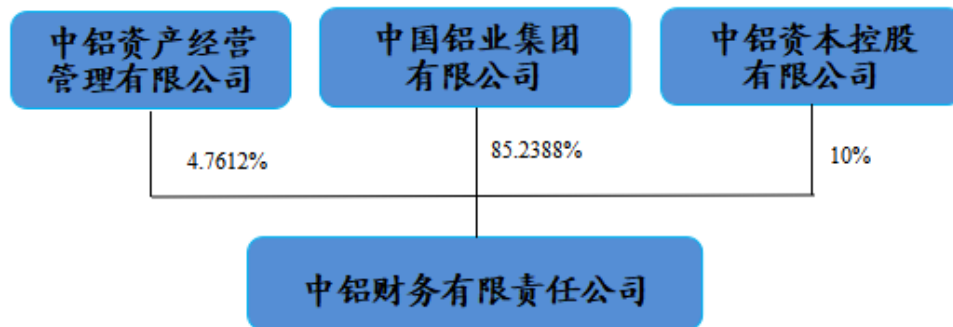 中铝资产经营
管理有限公司
中国铝业集团
有限公司
中铝资本控股
有限公司
4.7612%
85.2388%
10%
中铝财务有限责任公司